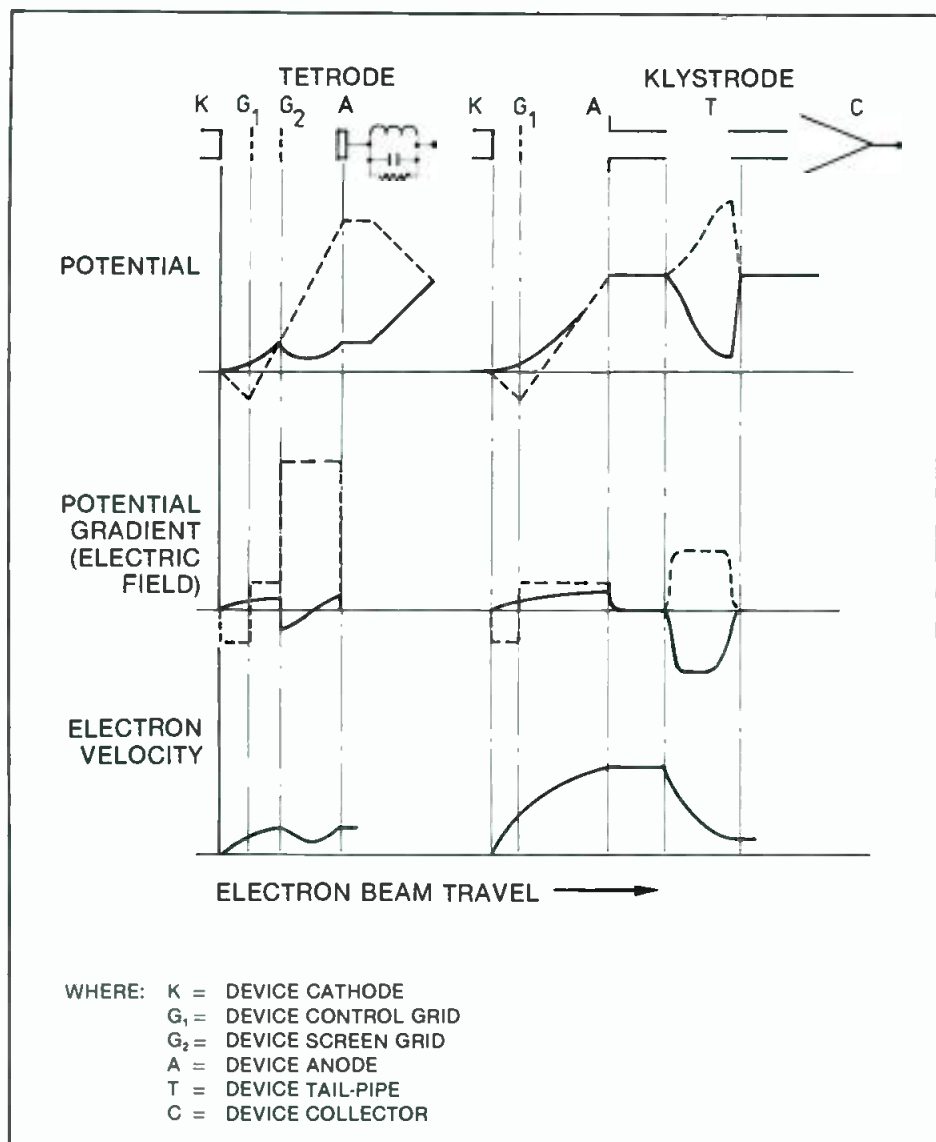 TETRODE KLYSTRODE
K G₁ G₂ A K G₁ A T C
POTENTIAL
POTENTIAL
GRADIENT
(ELECTRIC
FIELD)
ELECTRON
VELOCITY
ELECTRON BEAM TRAVEL
WHERE: K = DEVICE CATHODE
G₁ = DEVICE CONTROL GRID
G₂ = DEVICE SCREEN GRID
A = DEVICE ANODE
T = DEVICE TAIL-PIPE
C = DEVICE COLLECTOR